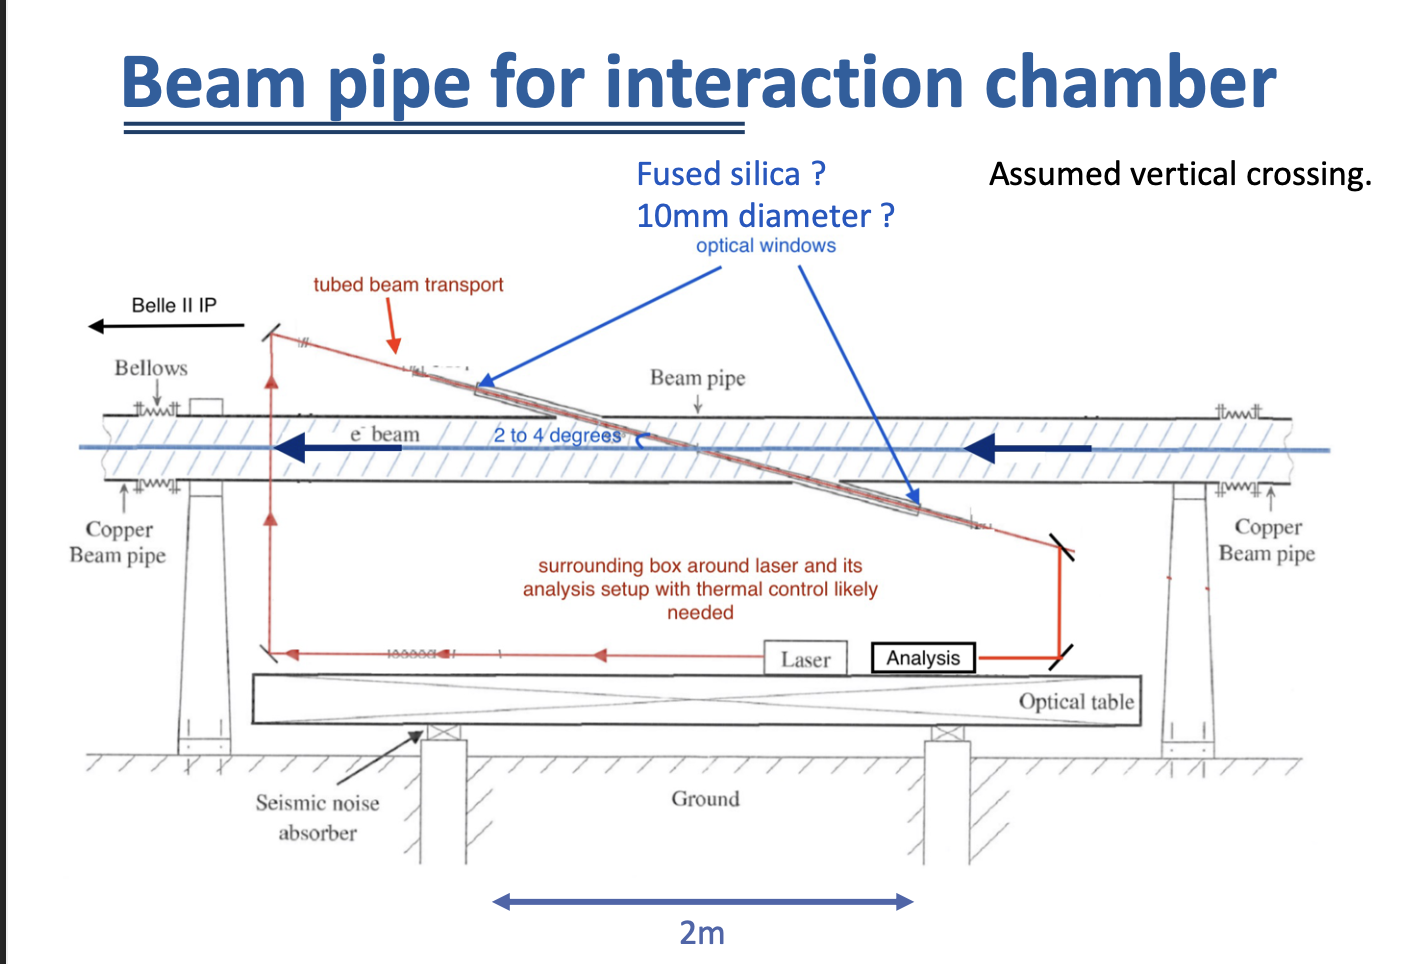 Beam pipe for interaction chamber
Fused silica ?
10mm diameter ?
Assumed vertical crossing.
optical windows
tubed beam transport
Belle II IP
Bellows
Beam pipe
e⁻ beam
2 to 4 degrees
Copper
Beam pipe
Copper
Beam pipe
surrounding box around laser and its
analysis setup with thermal control likely
needed
Laser
Analysis
Optical table
Seismic noise
absorber
Ground
2m